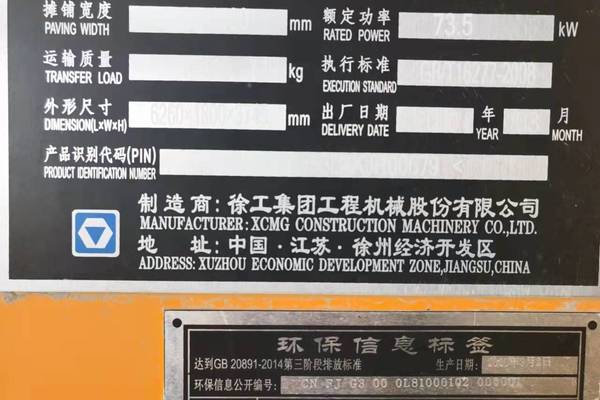 摊铺宽度 PAVING WIDTH mm 额定功率 RATED POWER 73.5 kW
运输质量 TRANSFER LOAD kg 执行标准 EXECUTION STANDARD GB/T16277-2008
外形尺寸 DIMENSION(L×W×H) mm 出厂日期 DELIVERY DATE 年 YEAR 月 MONTH
产品识别代码(PIN) PRODUCT IDENTIFICATION NUMBER
制造商:徐工集团工程机械股份有限公司
MANUFACTURER:XCMG CONSTRUCTION MACHINERY CO.,LTD.
地 址:中国·江苏·徐州经济开发区
ADDRESS:XUZHOU ECONOMIC DEVELOPMENT ZONE,JIANGSU,CHINA
环保信息标签
达到GB 20891-2014第三阶段排放标准 生产日期:
环保信息公开编号: CN FJ G3 00